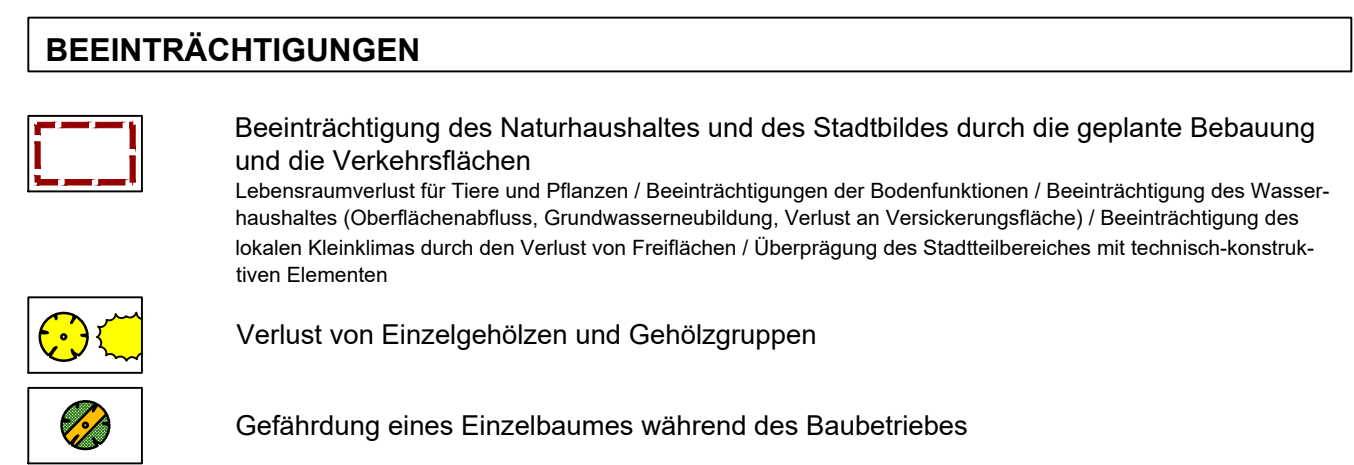 BEEINTRÄCHTIGUNGEN
Beeinträchtigung des Naturhaushaltes und des Stadtbildes durch die geplante Bebauung
und die Verkehrsflächen
Lebensraumverlust für Tiere und Pflanzen / Beeinträchtigungen der Bodenfunktionen / Beeinträchtigung des Wasser-
haushaltes (Oberflächenabfluss, Grundwasserneubildung, Verlust an Versickerungsfläche) / Beeinträchtigung des
lokalen Kleinklimas durch den Verlust von Freiflächen / Überprägung des Stadtteilbereiches mit technisch-konstruk-
tiven Elementen
Verlust von Einzelgehölzen und Gehölzgruppen
Gefährdung eines Einzelbaumes während des Baubetriebes